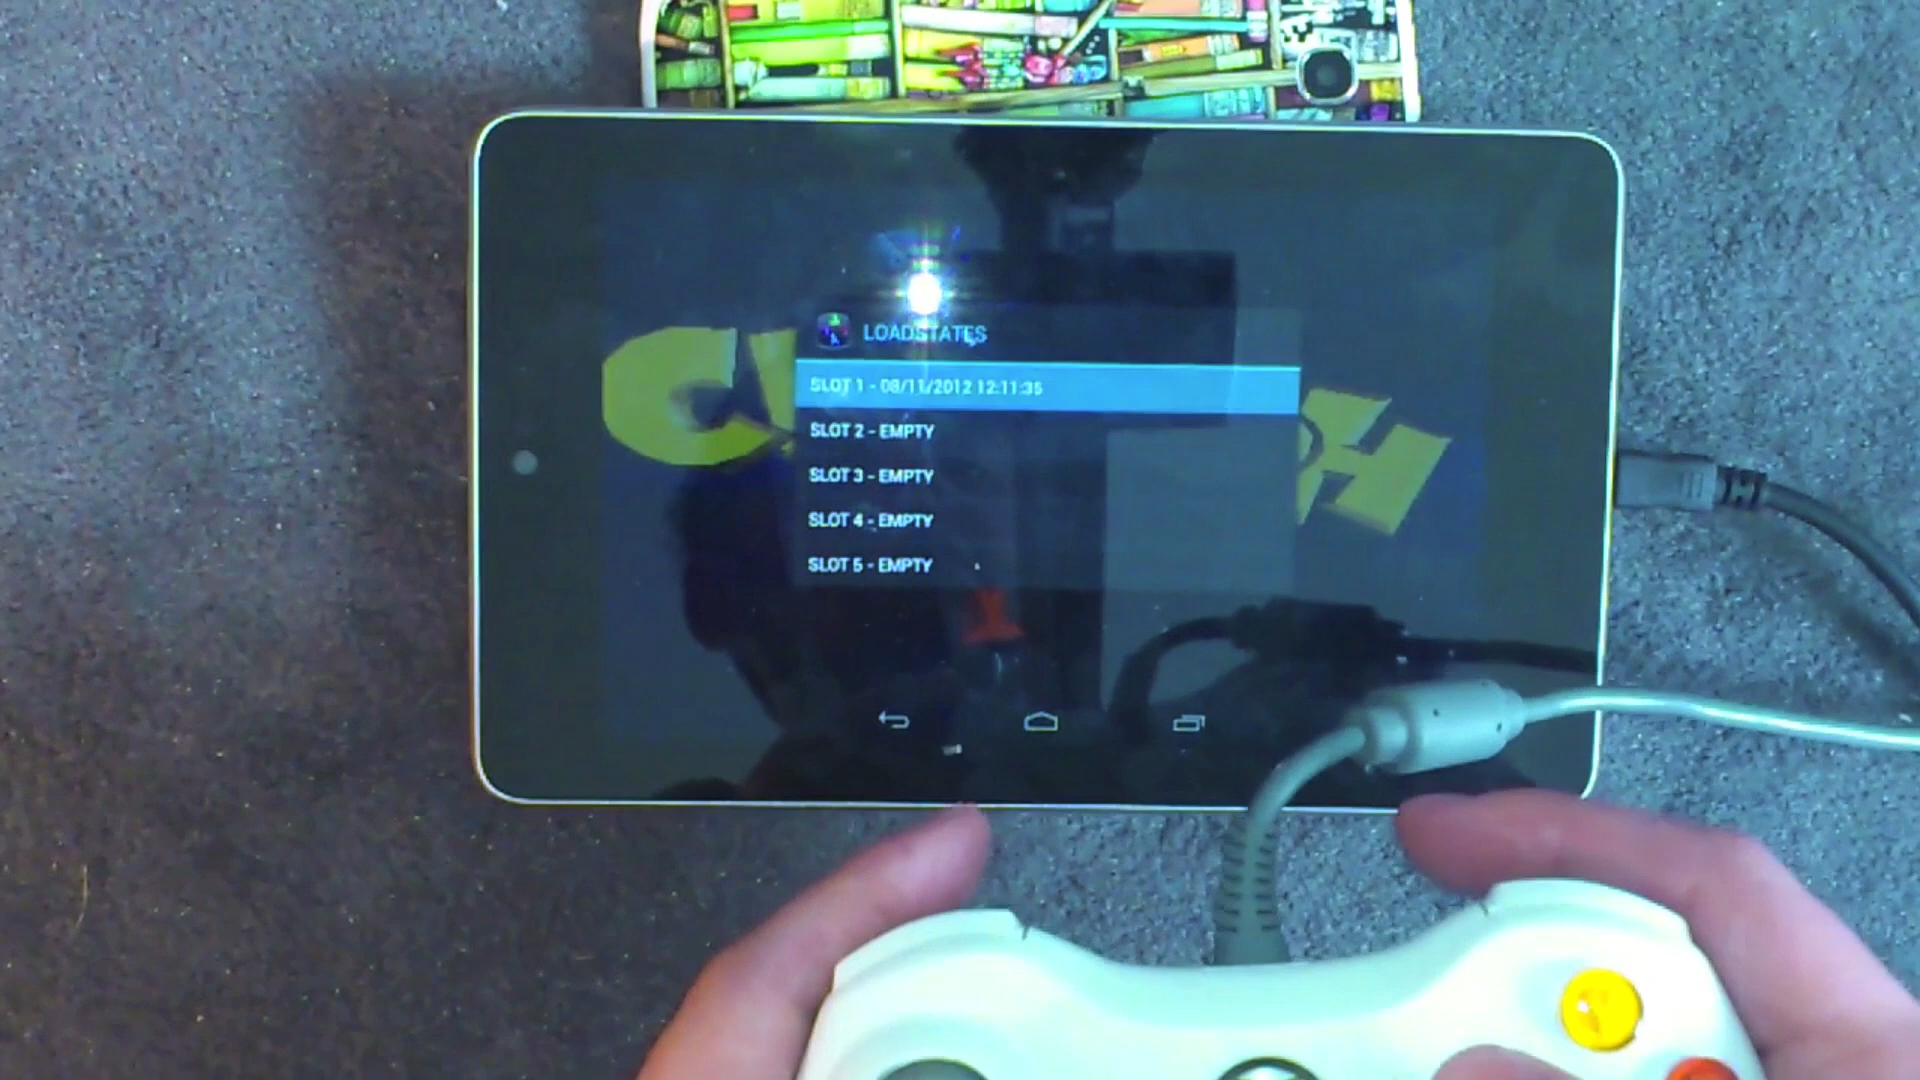 LOADSTATES
SLOT 1 - 08/11/2012 12:11:35
SLOT 2 - EMPTY
SLOT 3 - EMPTY
SLOT 4 - EMPTY
SLOT 5 - EMPTY